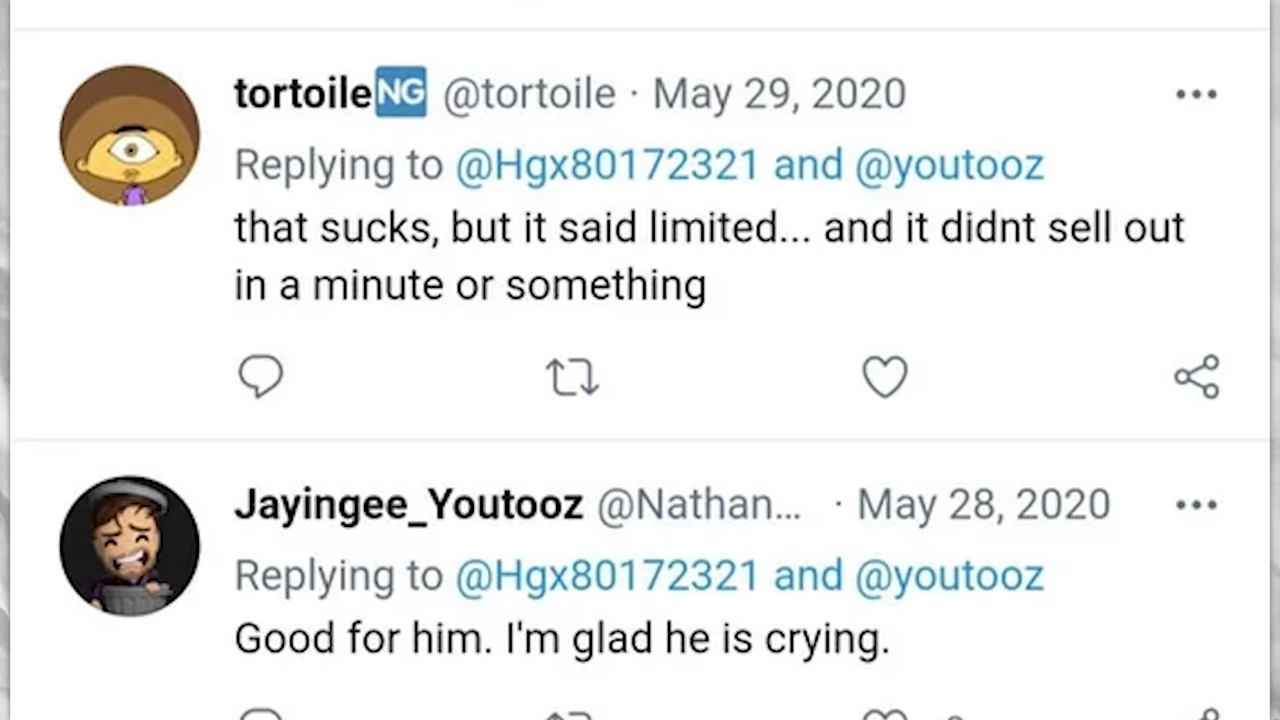 tortoile🆖 @tortoile · May 29, 2020
Replying to @Hgx80172321 and @youtooz
that sucks, but it said limited... and it didnt sell out
in a minute or something
Jayingee_Youtooz @Nathan... · May 28, 2020
Replying to @Hgx80172321 and @youtooz
Good for him. I'm glad he is crying.